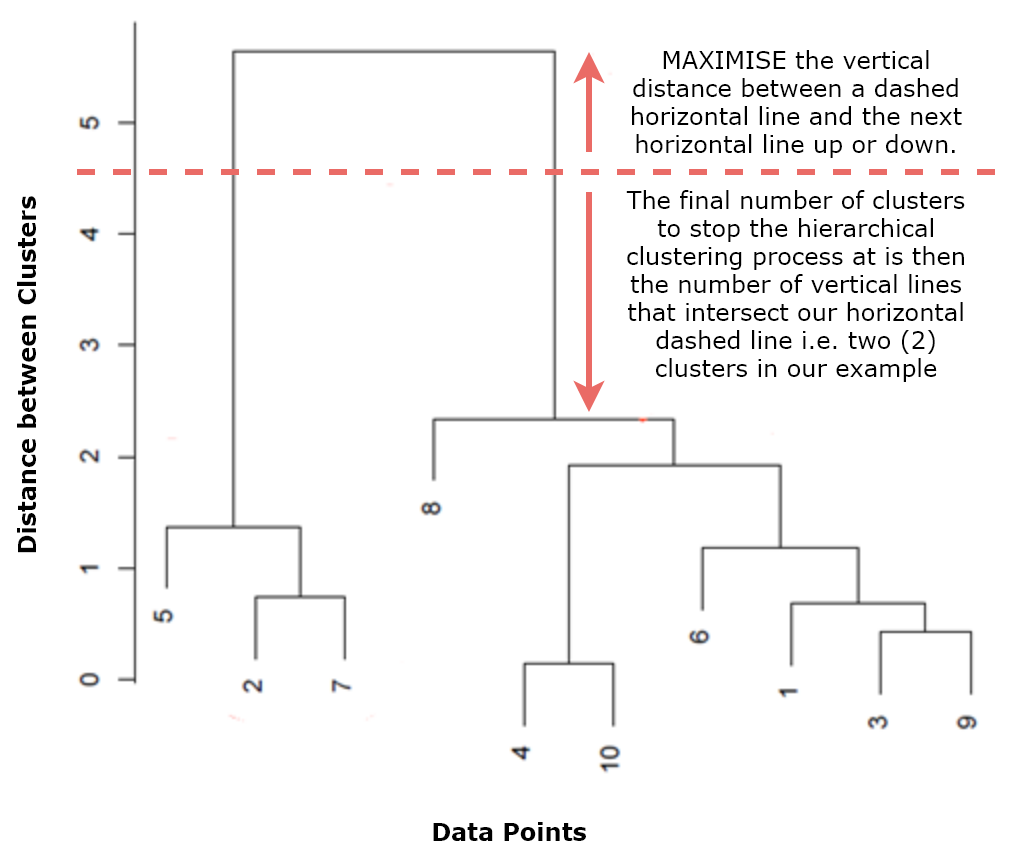 MAXIMISE the vertical
distance between a dashed
horizontal line and the next
horizontal line up or down.
The final number of clusters
to stop the hierarchical
clustering process at is then
the number of vertical lines
that intersect our horizontal
dashed line i.e. two (2)
clusters in our example
Distance between Clusters
5
4
3
2
1
0
5
2
7
8
4
10
6
1
3
9
Data Points